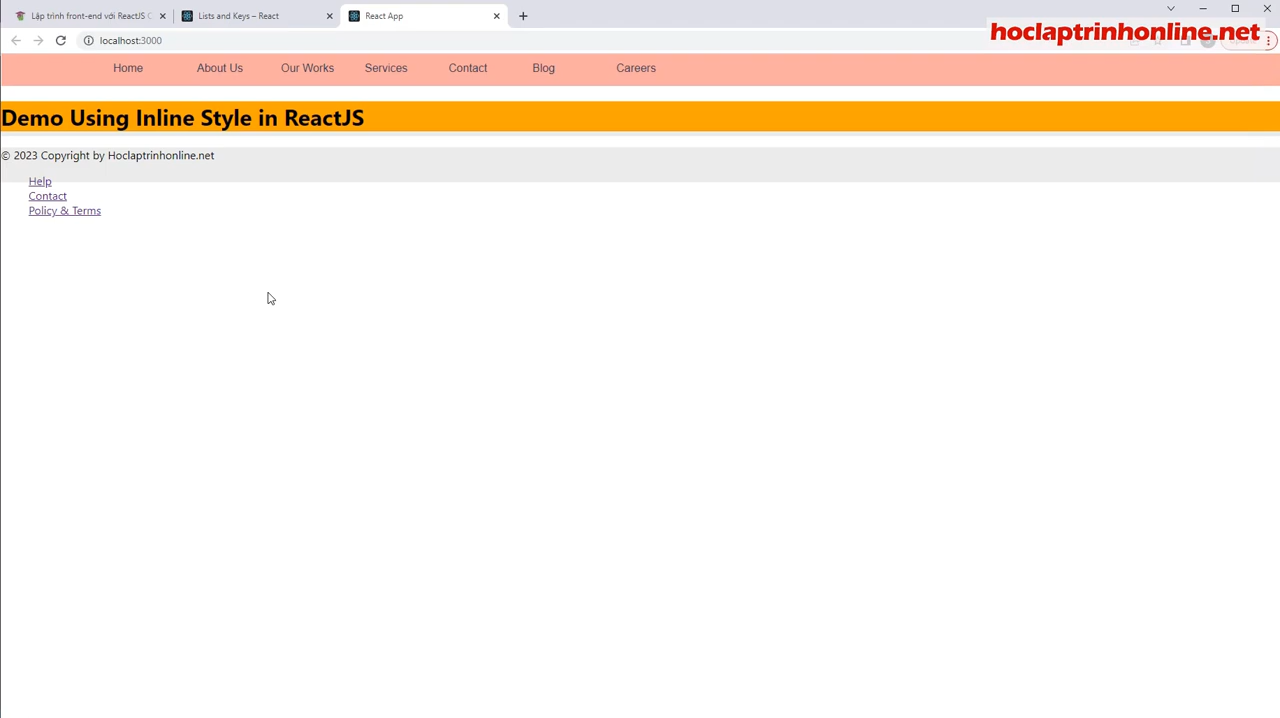 Lập trình front-end với ReactJS
Lists and Keys – React
React App
localhost:3000
hoclaptrinhonline.net
Home
About Us
Our Works
Services
Contact
Blog
Careers
Demo Using Inline Style in ReactJS
© 2023 Copyright by Hoclaptrinhonline.net
Help
Contact
Policy & Terms